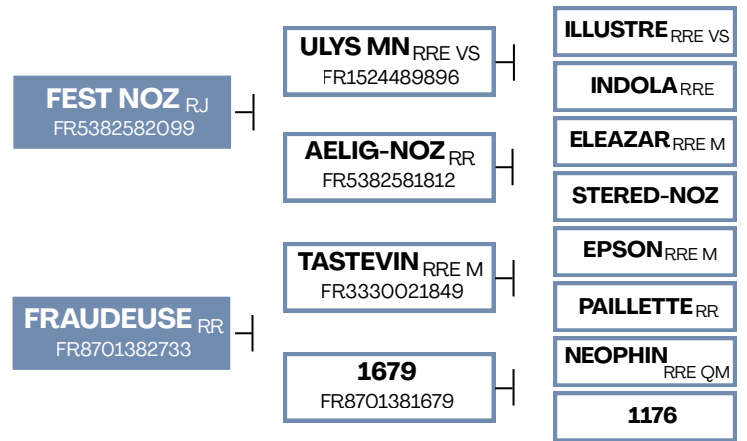 FEST NOZ RJ
FR5382582099
FRAUDEUSE RR
FR8701382733
ULYS MN RRE VS
FR1524489896
AELIG-NOZ RR
FR5382581812
TASTEVIN RRE M
FR3330021849
1679
FR8701381679
ILLUSTRE RRE VS
INDOLA RRE
ELEAZAR RRE M
STERED-NOZ
EPSON RRE M
PAILLETTE RR
NEOPHIN
RRE QM
1176